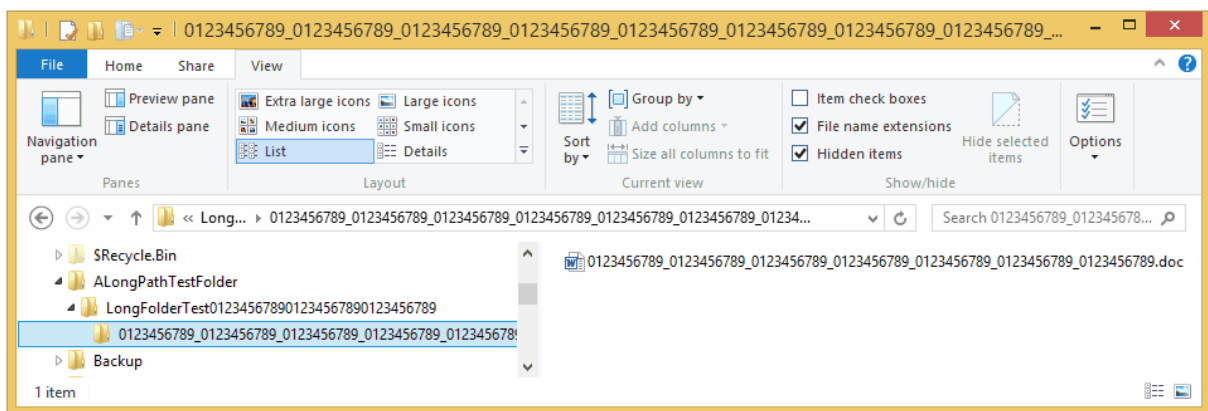 0123456789_0123456789_0123456789_0123456789_0123456789_0123456789_0123456789_0123456789_...
File Home Share View
Preview pane
Details pane
Navigation
pane
Panes
Extra large icons Large icons
Medium icons Small icons
List Details
Layout
Sort
by
Group by
Add columns
Size all columns to fit
Current view
Item check boxes
File name extensions
Hidden items
Hide selected
items
Show/hide
Options
« Long... 0123456789_0123456789_0123456789_0123456789_0123456789_0123456789_01234...
Search 0123456789_012345678...
$Recycle.Bin
ALongPathTestFolder
LongFolderTest012345678901234567890123456789
0123456789_0123456789_0123456789_0123456789_0123456789
Backup
0123456789_0123456789_0123456789_0123456789_0123456789_0123456789_0123456789.doc
1 item